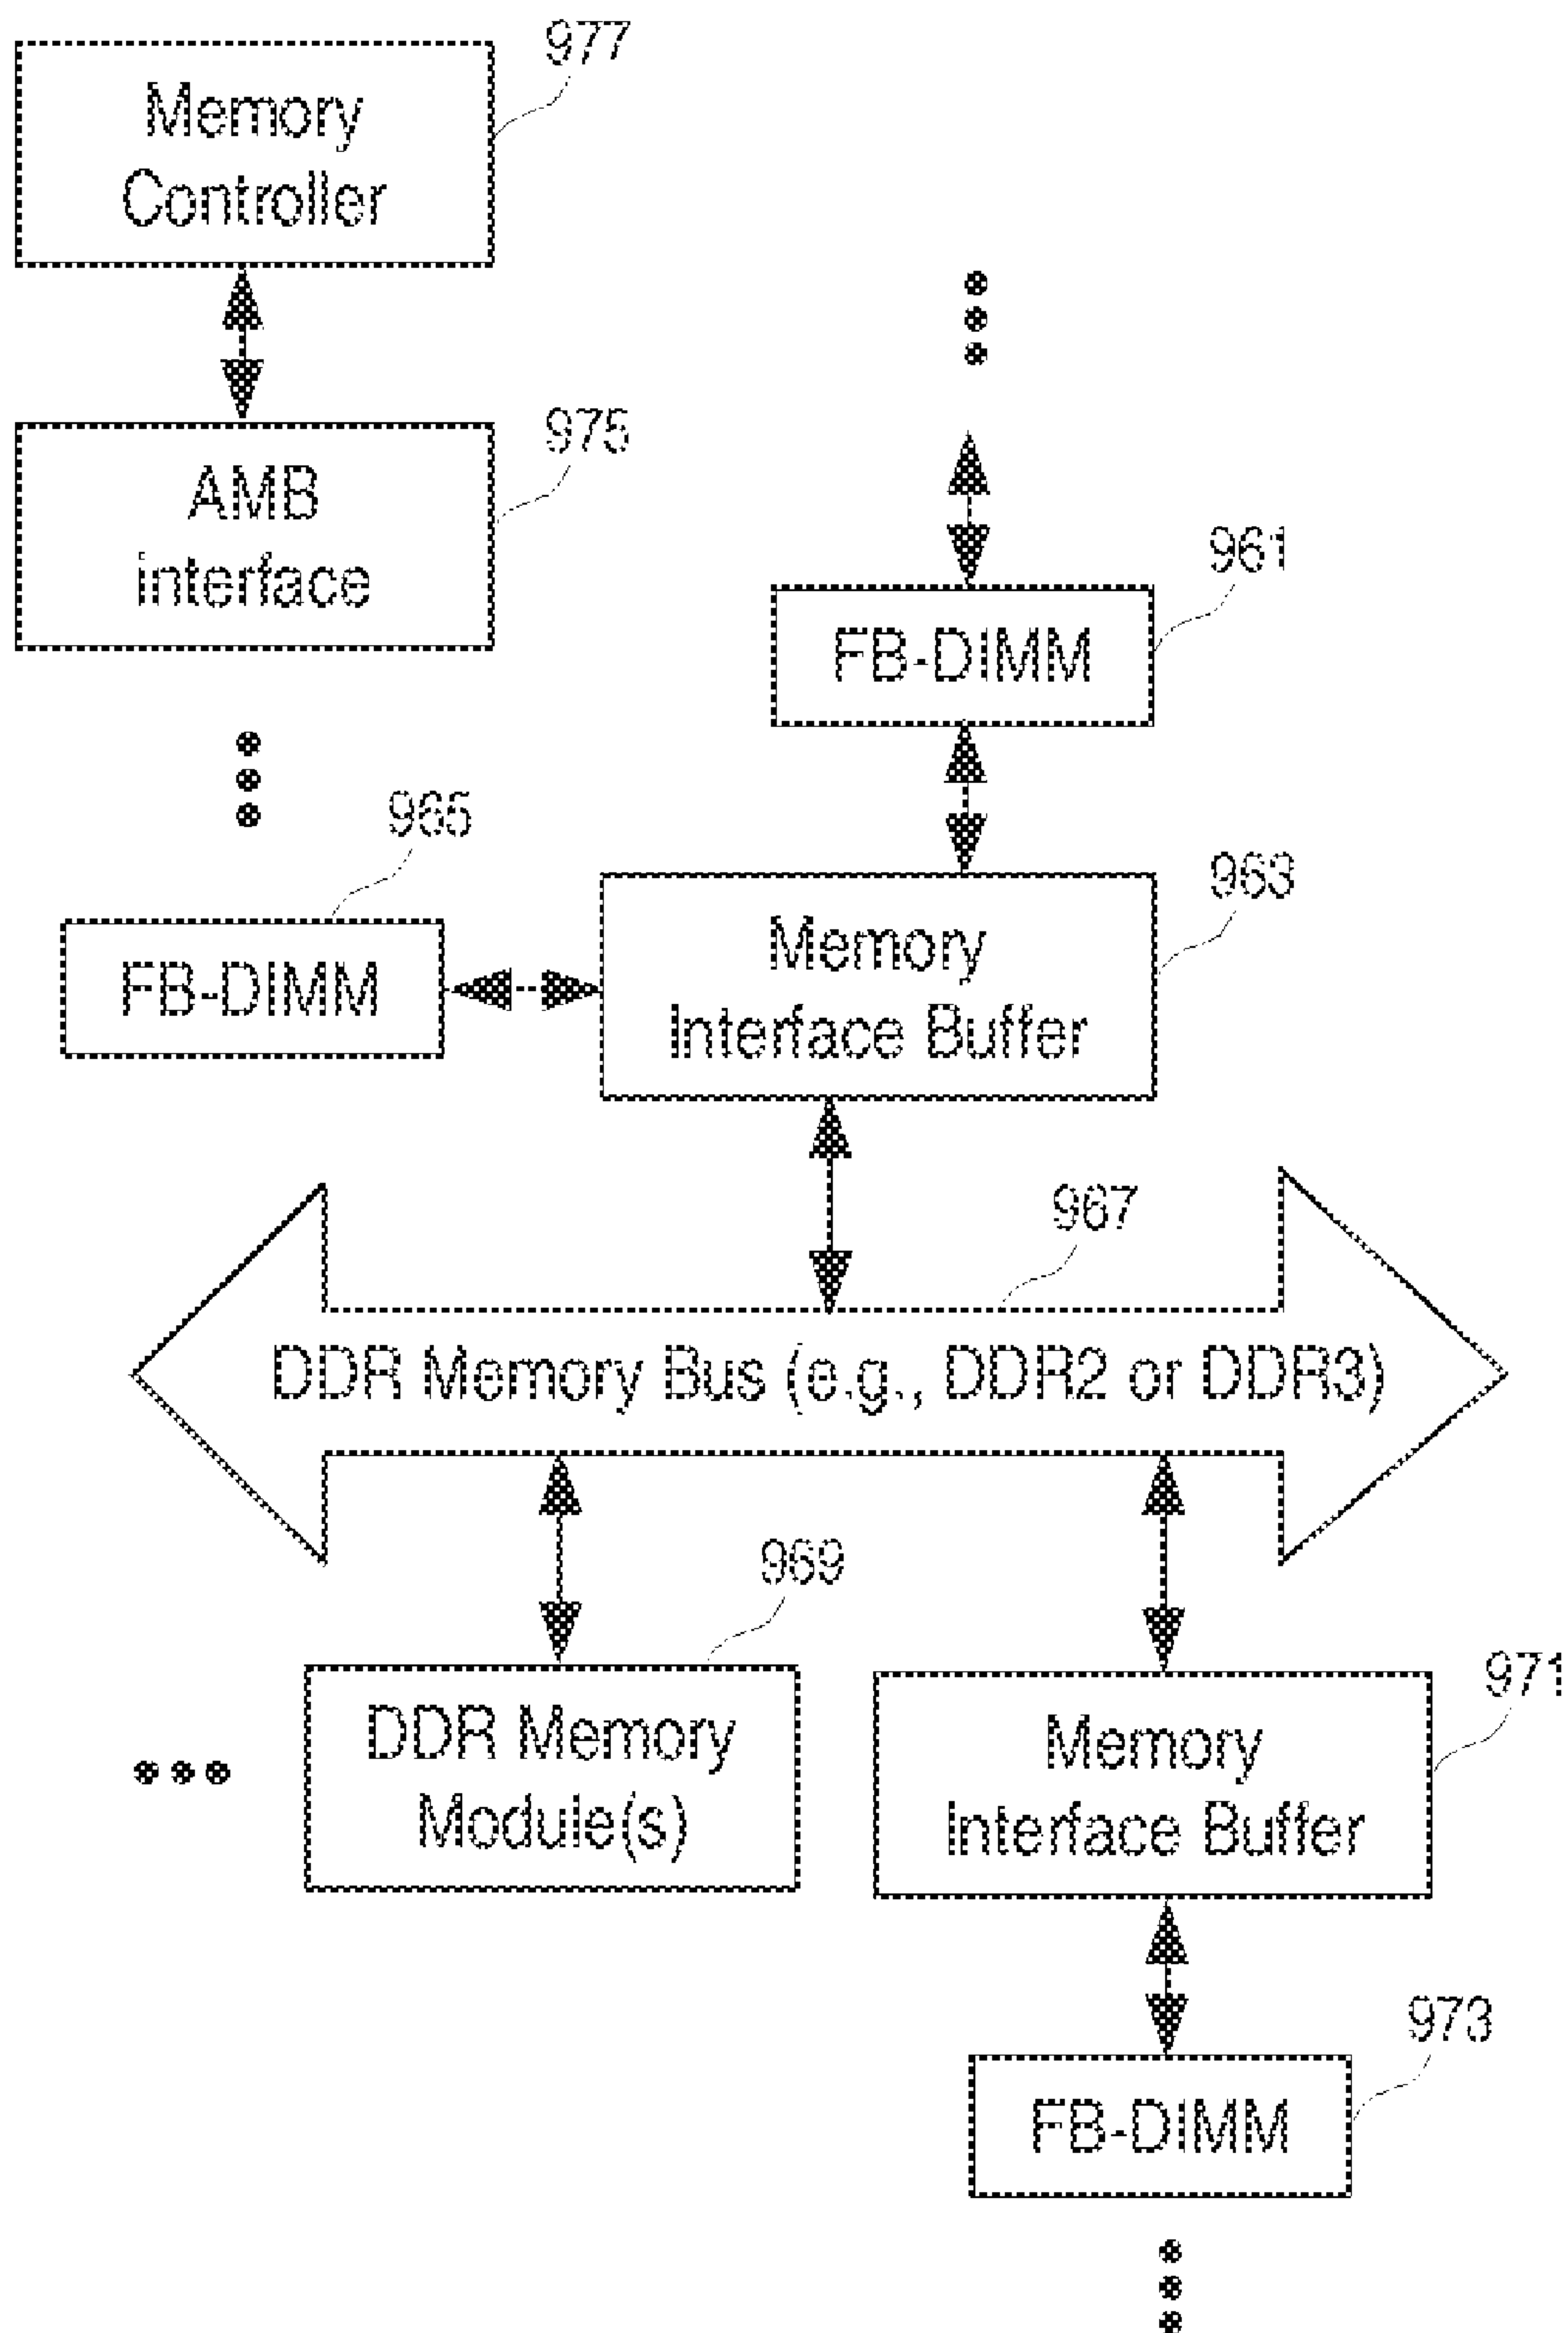 977
Memory
Controller
975
AMB
interface
961
FB-DIMM
965
963
FB-DIMM
Memory
Interface Buffer
967
DDR Memory Bus (e.g., DDR2 or DDR3)
969
971
DDR Memory
Module(s)
Memory
Interface Buffer
973
FB-DIMM